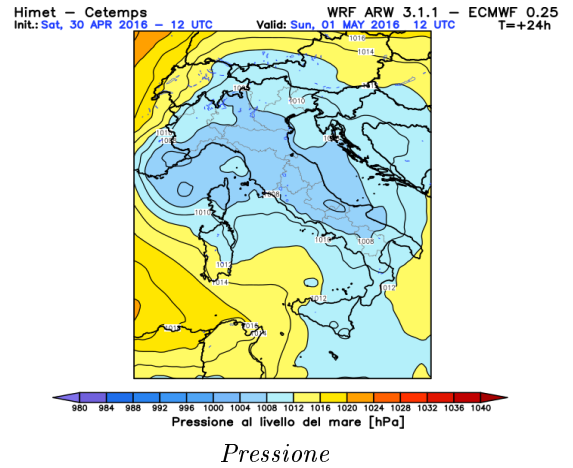 Himet – Cetemps WRF ARW 3.1.1 – ECMWF 0.25
Init.: Sat, 30 APR 2016 – 12 UTC Valid: Sun, 01 MAY 2016 12 UTC T=+24h
1016
1014
1010
1008
1010
1010
1008
1012
1014
1012
1012
980 984 988 992 996 1000 1004 1008 1012 1016 1020 1024 1028 1032 1036 1040
Pressione al livello del mare [hPa]
Pressione